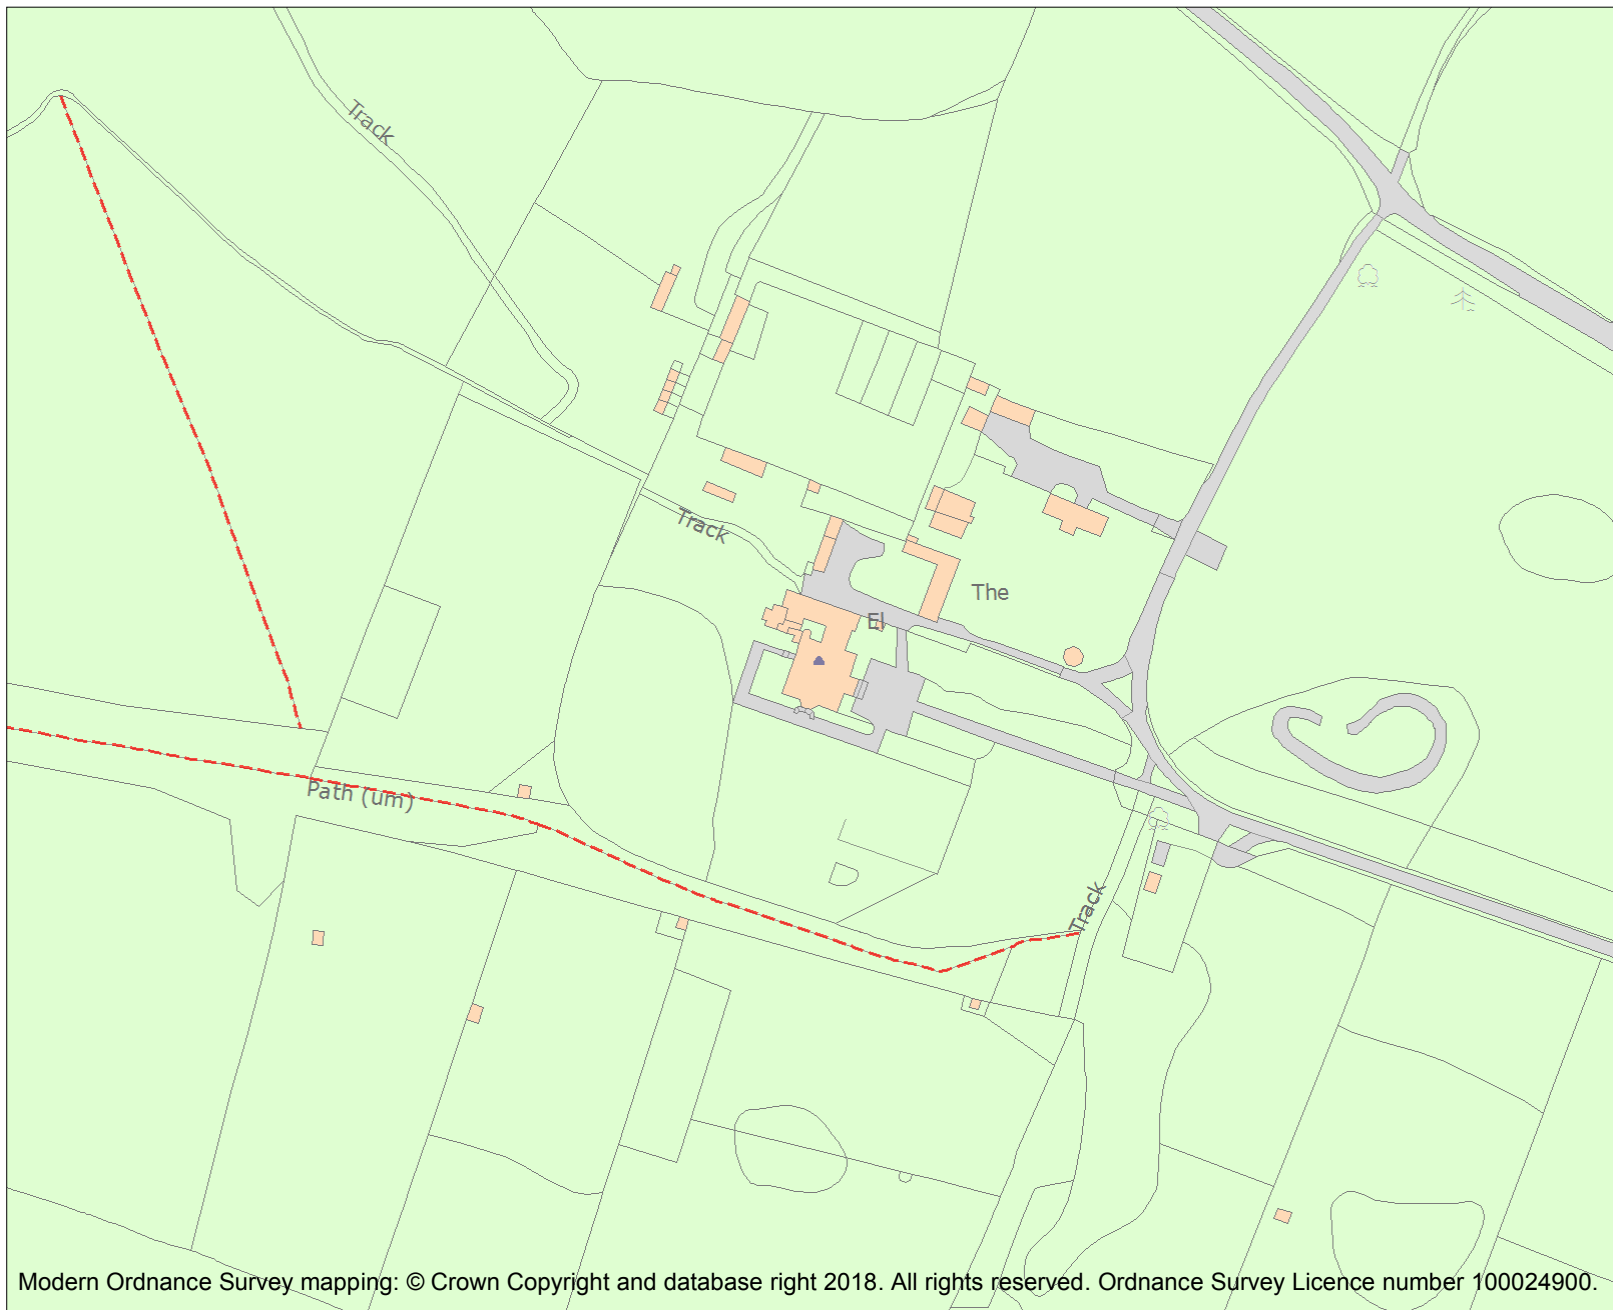 Track
Track
The
El
Path (um)
Track
Modern Ordnance Survey mapping: © Crown Copyright and database right 2018. All rights reserved. Ordnance Survey Licence number 100024900.